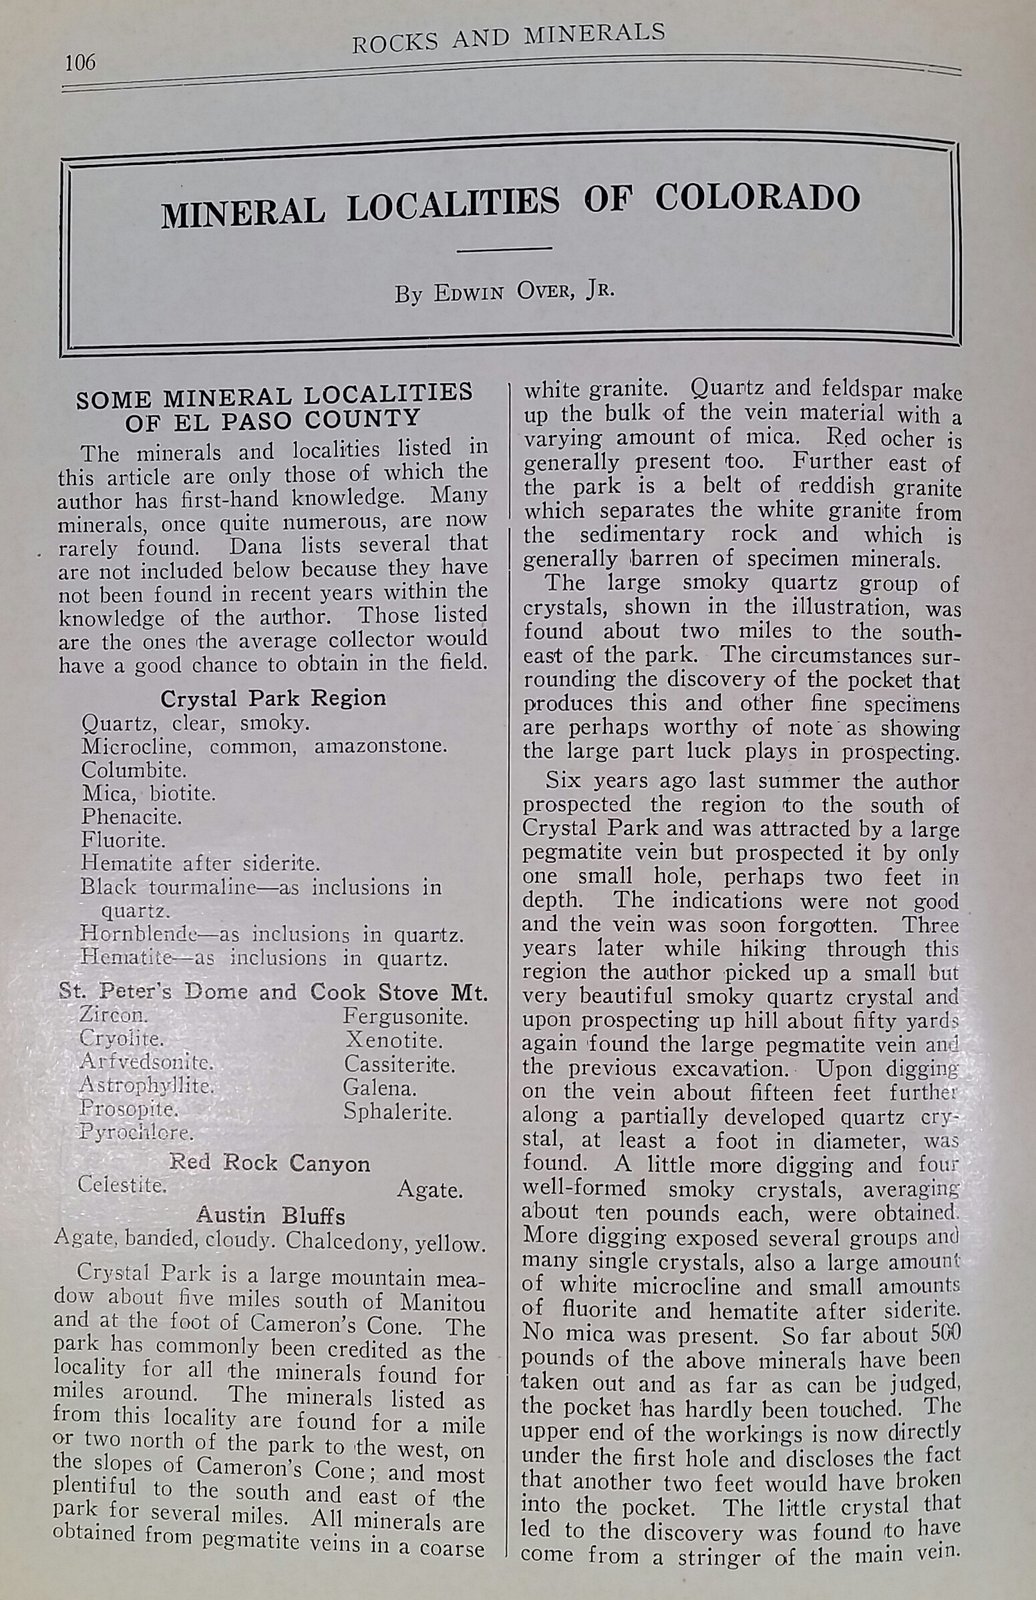 106
ROCKS AND MINERALS
MINERAL LOCALITIES OF COLORADO
By Edwin Over, Jr.
SOME MINERAL LOCALITIES
OF EL PASO COUNTY
The minerals and localities listed in
this article are only those of which the
author has first-hand knowledge. Many
minerals, once quite numerous, are now
rarely found. Dana lists several that
are not included below because they have
not been found in recent years within the
knowledge of the author. Those listed
are the ones the average collector would
have a good chance to obtain in the field.
Crystal Park Region
Quartz, clear, smoky.
Microcline, common, amazonstone.
Columbite.
Mica, biotite.
Phenacite.
Fluorite.
Hematite after siderite.
Black tourmaline—as inclusions in
quartz.
Hornblende—as inclusions in quartz.
Hematite—as inclusions in quartz.
St. Peter's Dome and Cook Stove Mt.
Zircon. Fergusonite.
Cryolite. Xenotite.
Arfvedsonite. Cassiterite.
Astrophyllite. Galena.
Prosopite. Sphalerite.
Pyrochlore.
Red Rock Canyon
Celestite. Agate.
Austin Bluffs
Agate, banded, cloudy. Chalcedony, yellow.
Crystal Park is a large mountain mea-
dow about five miles south of Manitou
and at the foot of Cameron's Cone. The
park has commonly been credited as the
locality for all the minerals found for
miles around. The minerals listed as
from this locality are found for a mile
or two north of the park to the west, on
the slopes of Cameron's Cone; and most
plentiful to the south and east of the
park for several miles. All minerals are
obtained from pegmatite veins in a coarse
white granite. Quartz and feldspar make
up the bulk of the vein material with a
varying amount of mica. Red ocher is
generally present too. Further east of
the park is a belt of reddish granite
which separates the white granite from
the sedimentary rock and which is
generally barren of specimen minerals.
The large smoky quartz group of
crystals, shown in the illustration, was
found about two miles to the south-
east of the park. The circumstances sur-
rounding the discovery of the pocket that
produces this and other fine specimens
are perhaps worthy of note as showing
the large part luck plays in prospecting.
Six years ago last summer the author
prospected the region to the south of
Crystal Park and was attracted by a large
pegmatite vein but prospected it by only
one small hole, perhaps two feet in
depth. The indications were not good
and the vein was soon forgotten. Three
years later while hiking through this
region the author picked up a small but
very beautiful smoky quartz crystal and
upon prospecting up hill about fifty yards
again found the large pegmatite vein and
the previous excavation. Upon digging
on the vein about fifteen feet further
along a partially developed quartz cry-
stal, at least a foot in diameter, was
found. A little more digging and four
well-formed smoky crystals, averaging
about ten pounds each, were obtained.
More digging exposed several groups and
many single crystals, also a large amount
of white microcline and small amounts
of fluorite and hematite after siderite.
No mica was present. So far about 500
pounds of the above minerals have been
taken out and as far as can be judged,
the pocket has hardly been touched. The
upper end of the workings is now directly
under the first hole and discloses the fact
that another two feet would have broken
into the pocket. The little crystal that
led to the discovery was found to have
come from a stringer of the main vein.